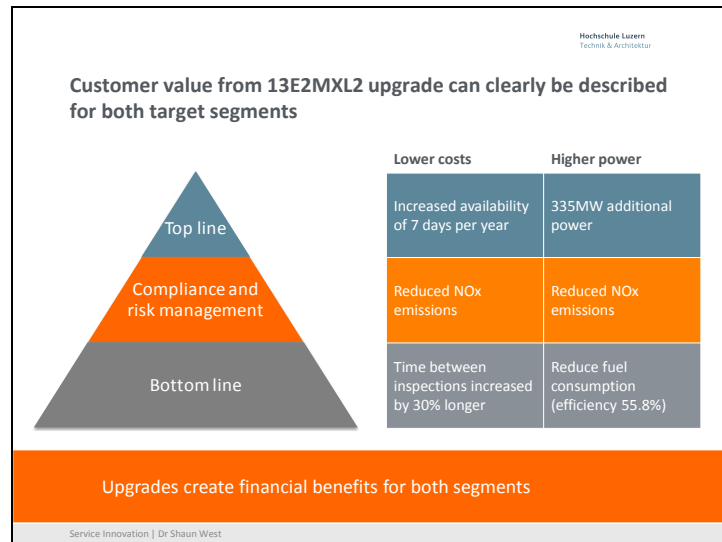 Hochschule Luzern
Technik & Architektur
Customer value from 13E2MXL2 upgrade can clearly be described
for both target segments
Top line
Compliance and
risk management
Bottom line
Lower costs
Higher power
Increased availability
of 7 days per year
335MW additional
power
Reduced NOx
emissions
Reduced NOx
emissions
Time between
inspections increased
by 30% longer
Reduce fuel
consumption
(efficiency 55.8%)
Upgrades create financial benefits for both segments
Service Innovation | Dr Shaun West